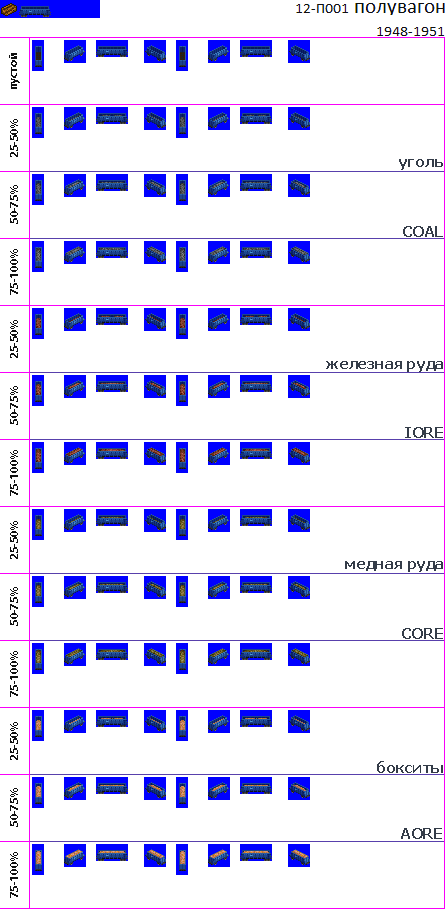 12-П001 полувагон
1948-1951
пустой
25-50%
уголь
50-75%
COAL
75-100%
25-50%
железная руда
50-75%
IORE
75-100%
25-50%
медная руда
50-75%
CORE
75-100%
25-50%
бокситы
50-75%
AORE
75-100%